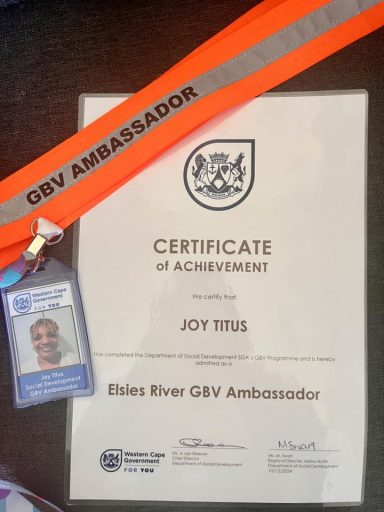 GBV AMBASSADOR
CERTIFICATE
of ACHIEVEMENT
We certify that
JOY TITUS
has completed the Department of Social Development SDA's GBV Programme and is hereby
admitted as a
Elsies River GBV Ambassador
Western Cape
Government
FOR YOU
Chief Director
Department of Social Development
Regional Director: Metro North
Department of Social Development
10/12/2024
Western Cape
Government
FOR YOU
Joy Titus
Social Development
GBV Ambassador